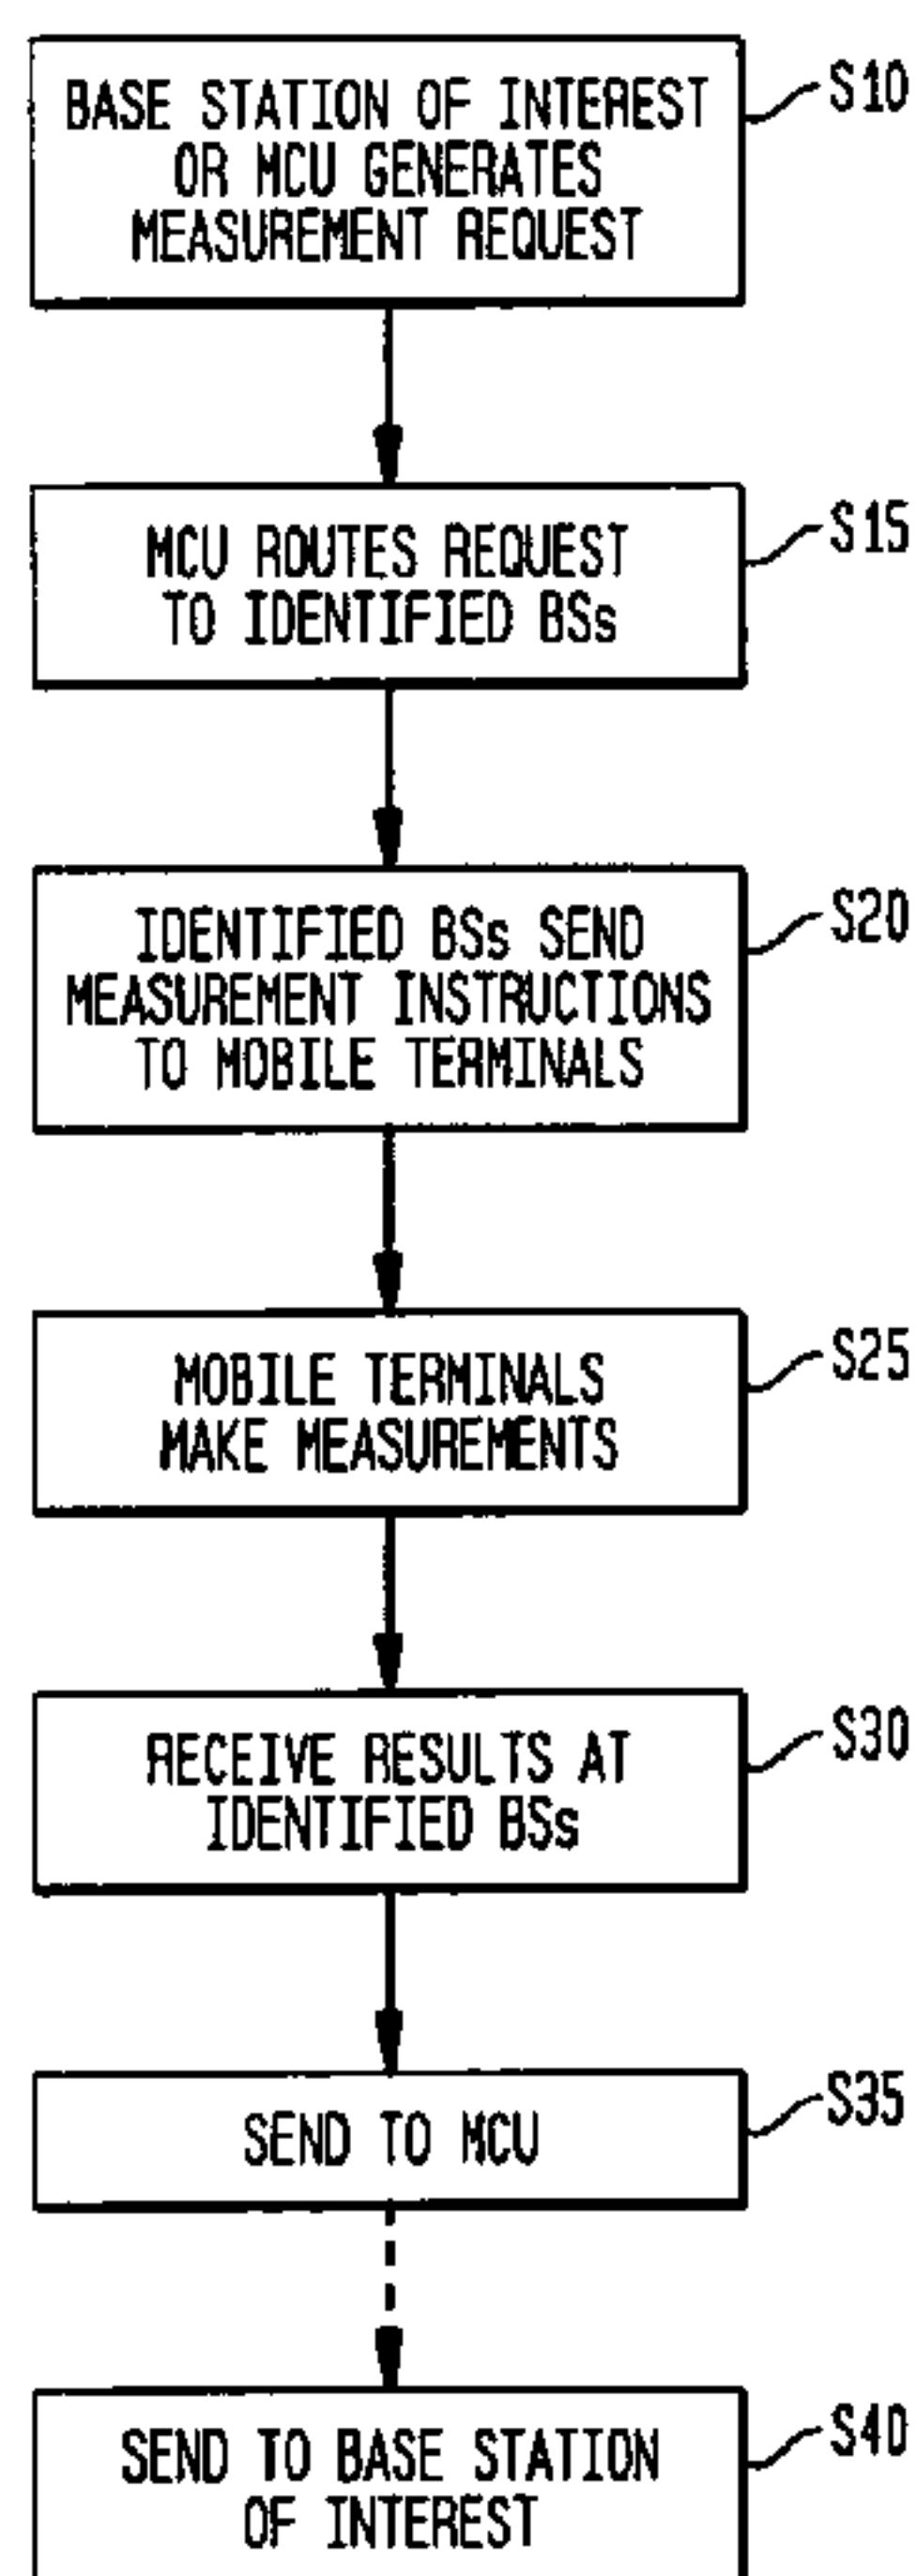 BASE STATION OF INTEREST
OR MCU GENERATES
MEASUREMENT REQUEST
S10
MCU ROUTES REQUEST
TO IDENTIFIED BSs
S15
IDENTIFIED BSs SEND
MEASUREMENT INSTRUCTIONS
TO MOBILE TERMINALS
S20
MOBILE TERMINALS
MAKE MEASUREMENTS
S25
RECEIVE RESULTS AT
IDENTIFIED BSs
S30
SEND TO MCU
S35
SEND TO BASE STATION
OF INTEREST
S40